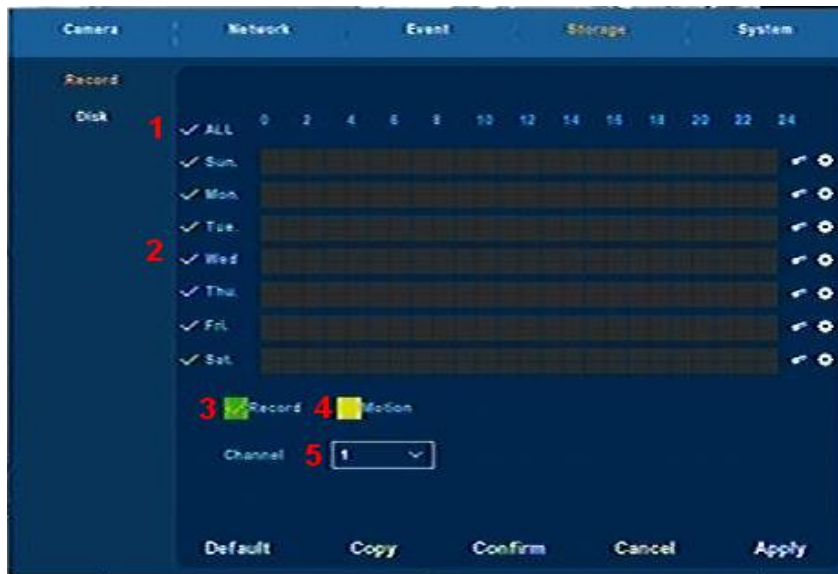 Camera Network Event Storage System
Record
Disk
1 ALL 0 2 4 6 8 10 12 14 16 18 20 22 24
Sun.
Mon.
Tue.
2 Wed
Thu.
Fri.
Sat.
3 Record 4 Motion
Channel 5 1
Default Copy Confirm Cancel Apply